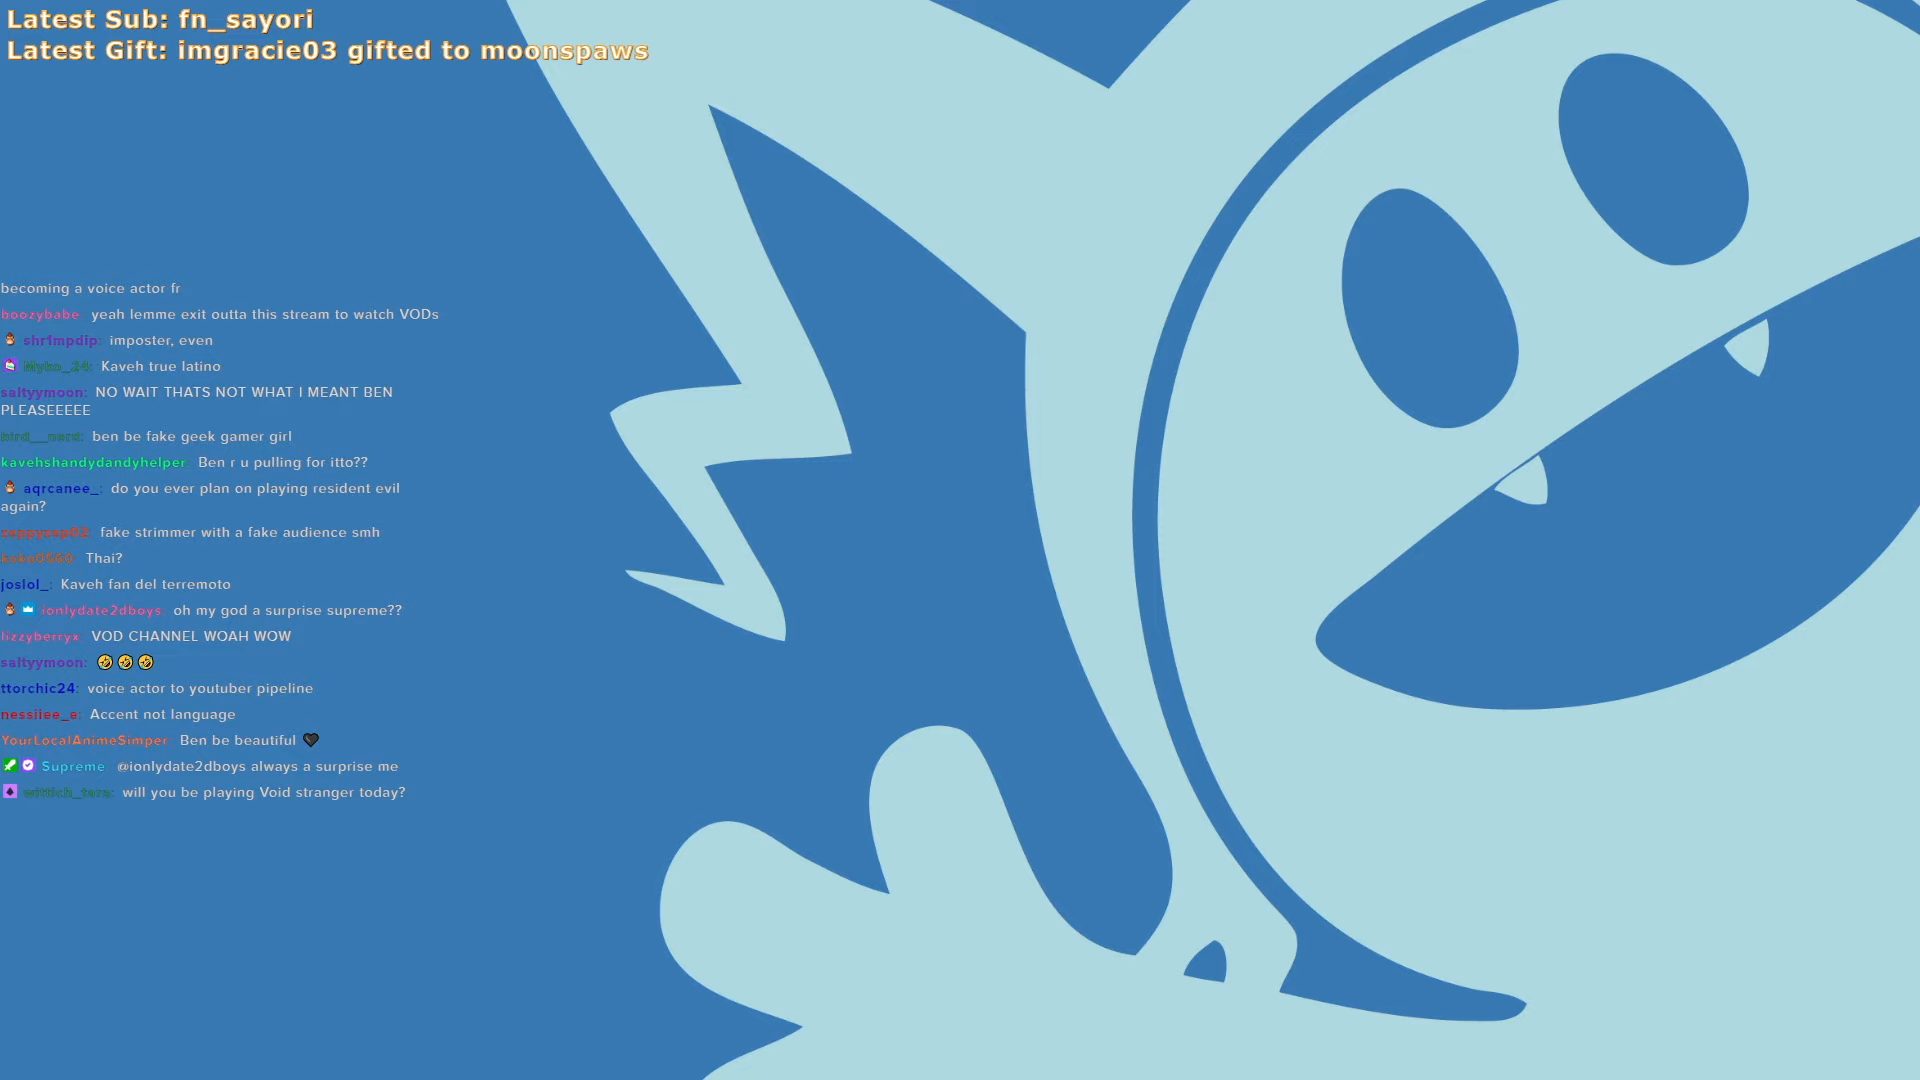 Latest Sub: fn_sayori
Latest Gift: imgracie03 gifted to moonspaws
becoming a voice actor fr
boozybabe: yeah lemme exit outta this stream to watch VODs
shr1mpdip: imposter, even
Myko_24: Kaveh true latino
saltyymoon: NO WAIT THATS NOT WHAT I MEANT BEN
PLEASEEEEE
bird__nerd: ben be fake geek gamer girl
kavehshandydandyhelper: Ben r u pulling for itto??
aqrcanee_: do you ever plan on playing resident evil
again?
fake strimmer with a fake audience smh
Thai?
joslol_: Kaveh fan del terremoto
ionlydate2dboys: oh my god a surprise supreme??
lizzyberryx: VOD CHANNEL WOAH WOW
saltyymoon: 🤣🤣🤣
ttorchic24: voice actor to youtuber pipeline
nessiiee_e: Accent not language
YourLocalAnimeSimper: Ben be beautiful 🖤
Supreme: @ionlydate2dboys always a surprise me
will you be playing Void stranger today?